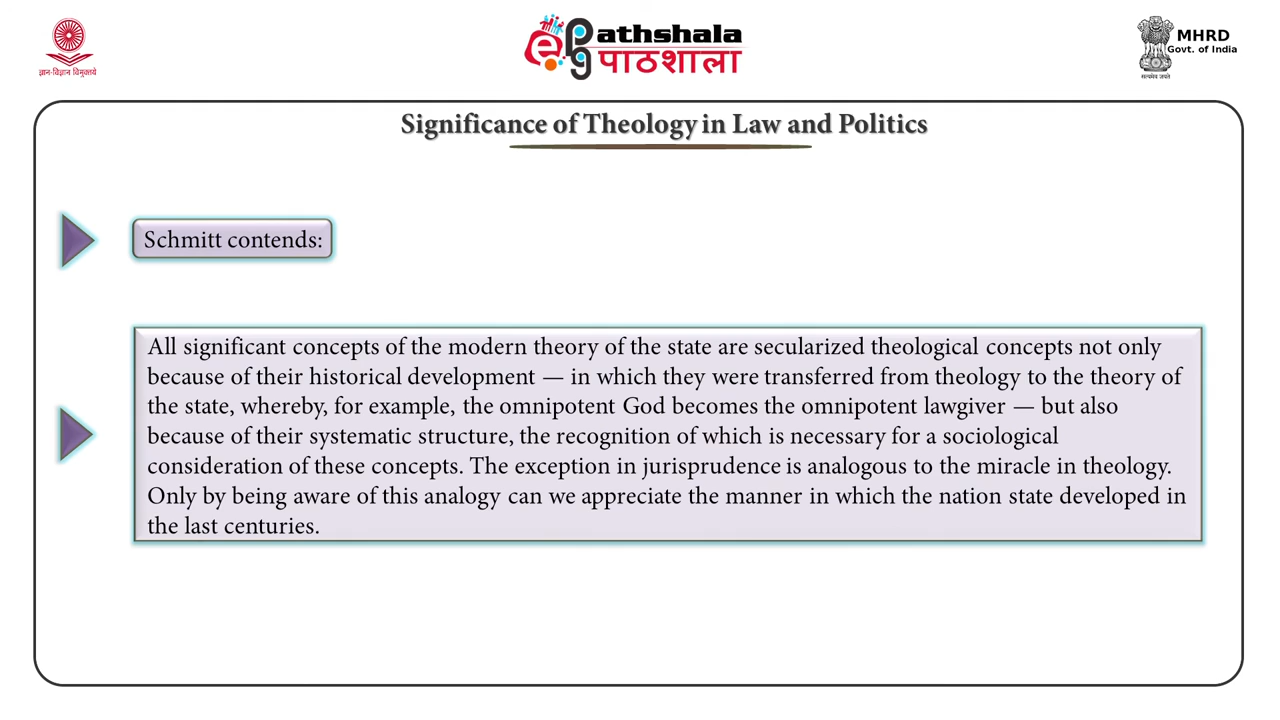 ज्ञान-विज्ञान विमुक्तये
e pg athshala
पाठशाला
MHRD
Govt. of India
सत्यमेव जयते
Significance of Theology in Law and Politics
Schmitt contends:
All significant concepts of the modern theory of the state are secularized theological concepts not only
because of their historical development — in which they were transferred from theology to the theory of
the state, whereby, for example, the omnipotent God becomes the omnipotent lawgiver — but also
because of their systematic structure, the recognition of which is necessary for a sociological
consideration of these concepts. The exception in jurisprudence is analogous to the miracle in theology.
Only by being aware of this analogy can we appreciate the manner in which the nation state developed in
the last centuries.